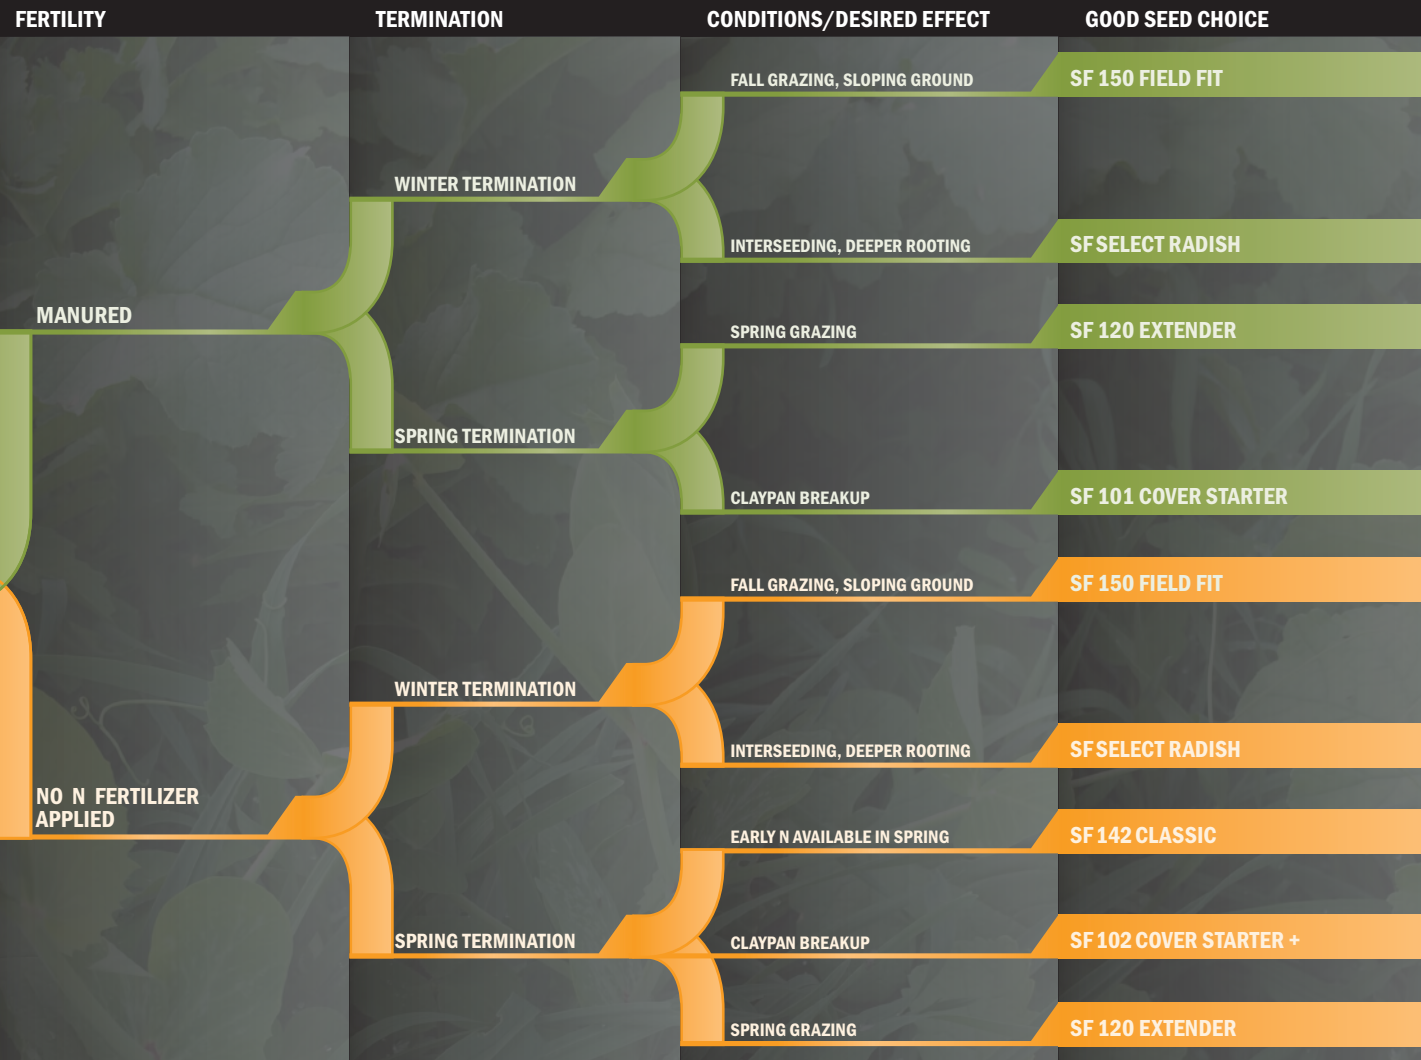 FERTILITY
TERMINATION
CONDITIONS/DESIRED EFFECT
GOOD SEED CHOICE
MANURED
WINTER TERMINATION
FALL GRAZING, SLOPING GROUND
SF 150 FIELD FIT
INTERSEEDING, DEEPER ROOTING
SF SELECT RADISH
SPRING TERMINATION
SPRING GRAZING
SF 120 EXTENDER
CLAYPAN BREAKUP
SF 101 COVER STARTER
NO N FERTILIZER
APPLIED
WINTER TERMINATION
FALL GRAZING, SLOPING GROUND
SF 150 FIELD FIT
INTERSEEDING, DEEPER ROOTING
SF SELECT RADISH
SPRING TERMINATION
EARLY N AVAILABLE IN SPRING
SF 142 CLASSIC
CLAYPAN BREAKUP
SF 102 COVER STARTER +
SPRING GRAZING
SF 120 EXTENDER